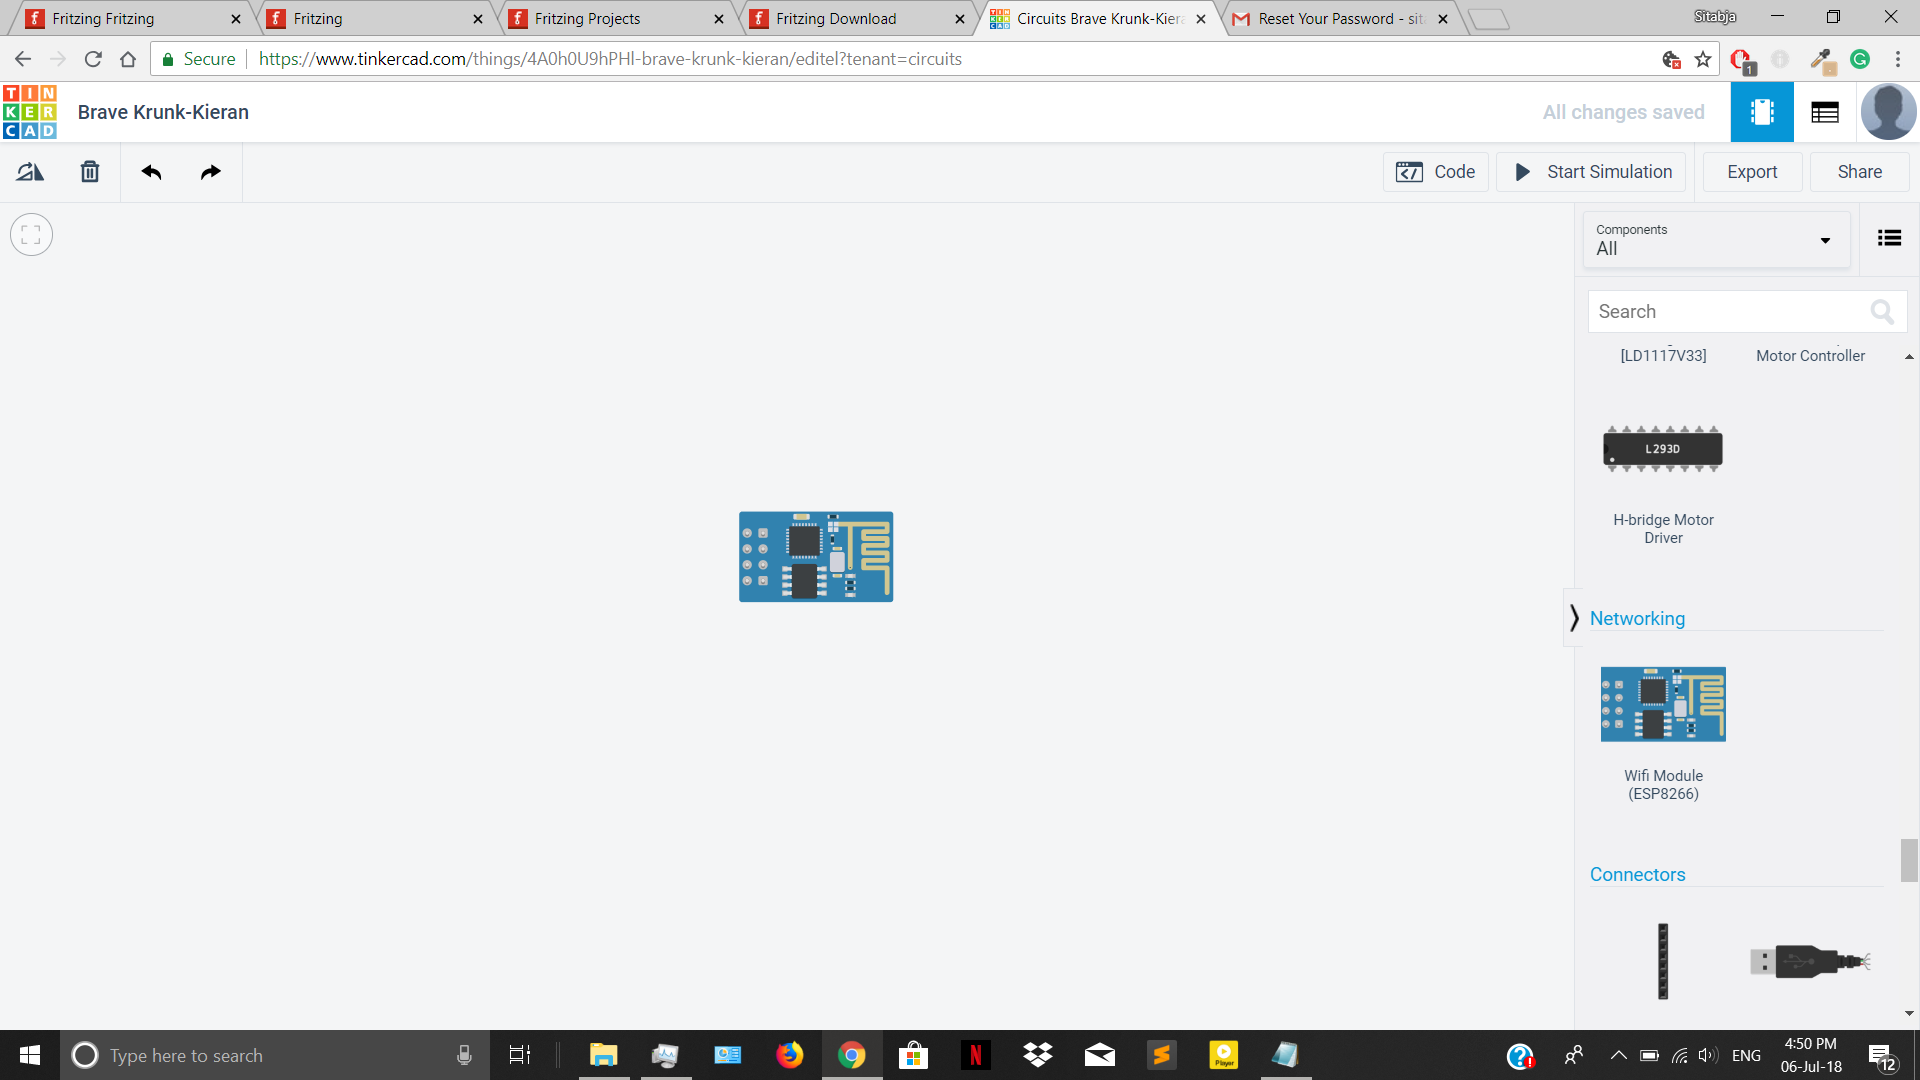 Fritzing Fritzing
Fritzing
Fritzing Projects
Fritzing Download
Circuits Brave Krunk-Kiera
Reset Your Password - sit
Sitabja
Secure
https://www.tinkercad.com/things/4A0h0U9hPHl-brave-krunk-kieran/editel?tenant=circuits
1
G
TIN
KER
CAD
Brave Krunk-Kieran
All changes saved
Code
Start Simulation
Export
Share
Components
All
Search
[LD1117V33]
Motor Controller
L293D
H-bridge Motor
Driver
Networking
Wifi Module
(ESP8266)
Connectors
Type here to search
N
S
Player
ENG
4:50 PM
06-Jul-18
12